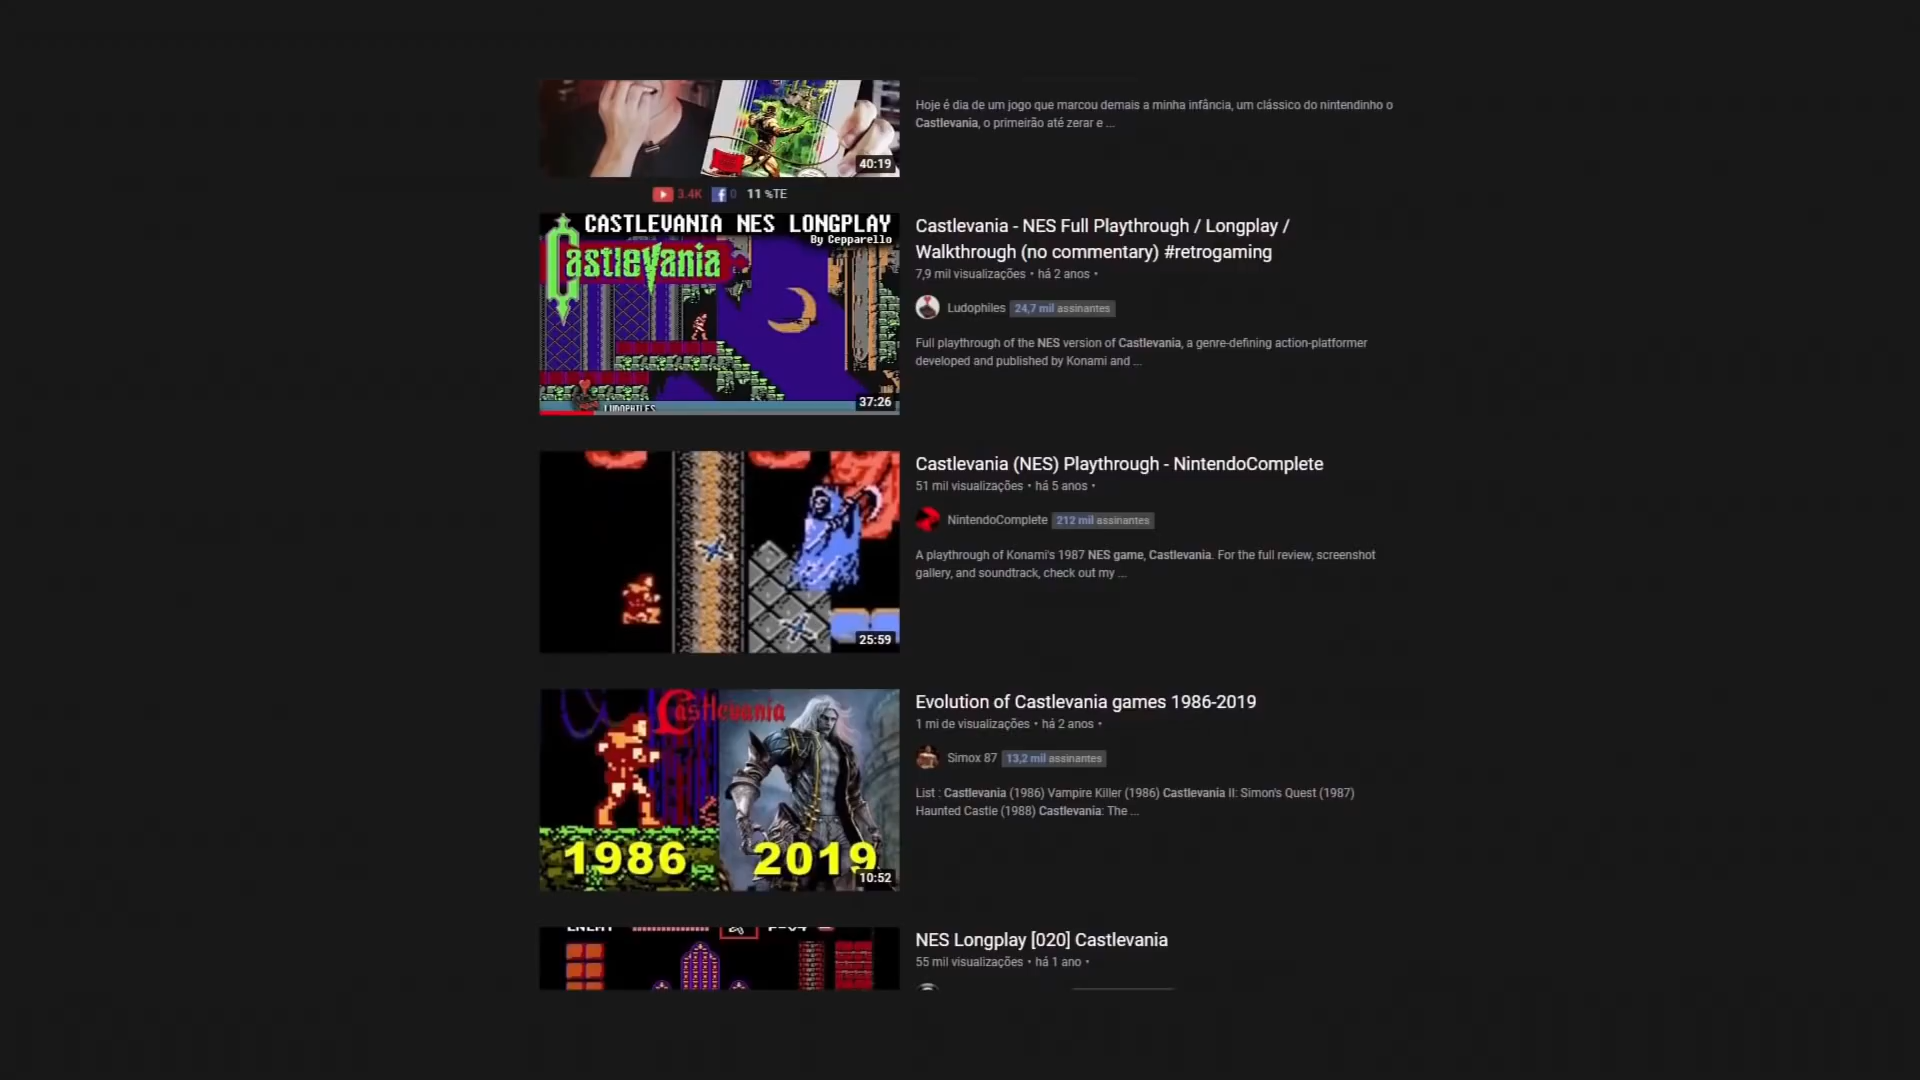 Hoje é dia de um jogo que marcou demais a minha infância, um clássico do nintendinho o
Castlevania, o primeirão até zerar e ...
40:19
3.4K 0 11 %TE
CASTLEVANIA NES LONGPLAY
By Cepparello
Castlevania
LUDOPHILES
37:26
Castlevania - NES Full Playthrough / Longplay /
Walkthrough (no commentary) #retrogaming
7,9 mil visualizações • há 2 anos •
Ludophiles 24,7 mil assinantes
Full playthrough of the NES version of Castlevania, a genre-defining action-platformer
developed and published by Konami and ...
25:59
Castlevania (NES) Playthrough - NintendoComplete
51 mil visualizações • há 5 anos •
NintendoComplete 212 mil assinantes
A playthrough of Konami's 1987 NES game, Castlevania. For the full review, screenshot
gallery, and soundtrack, check out my ...
Castlevania
1986 2019
10:52
Evolution of Castlevania games 1986-2019
1 mi de visualizações • há 2 anos •
Simox 87 13,2 mil assinantes
List : Castlevania (1986) Vampire Killer (1986) Castlevania II: Simon's Quest (1987)
Haunted Castle (1988) Castlevania: The ...
ENEMY P-04
NES Longplay [020] Castlevania
55 mil visualizações • há 1 ano •